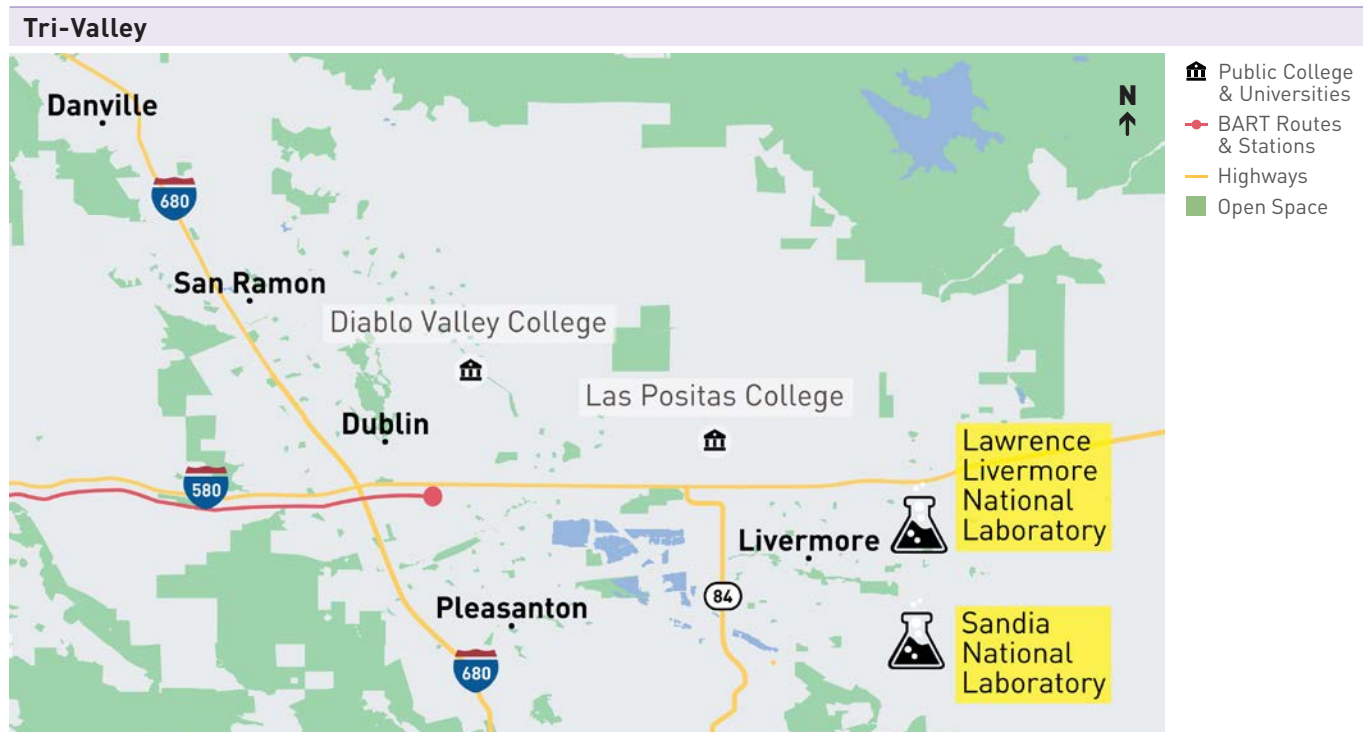 Tri-Valley
Danville
N
680
San Ramon
Diablo Valley College
Las Positas College
Dublin
580
Lawrence
Livermore
National
Laboratory
Livermore
84
Pleasanton
680
Sandia
National
Laboratory
Public College
& Universities
BART Routes
& Stations
Highways
Open Space